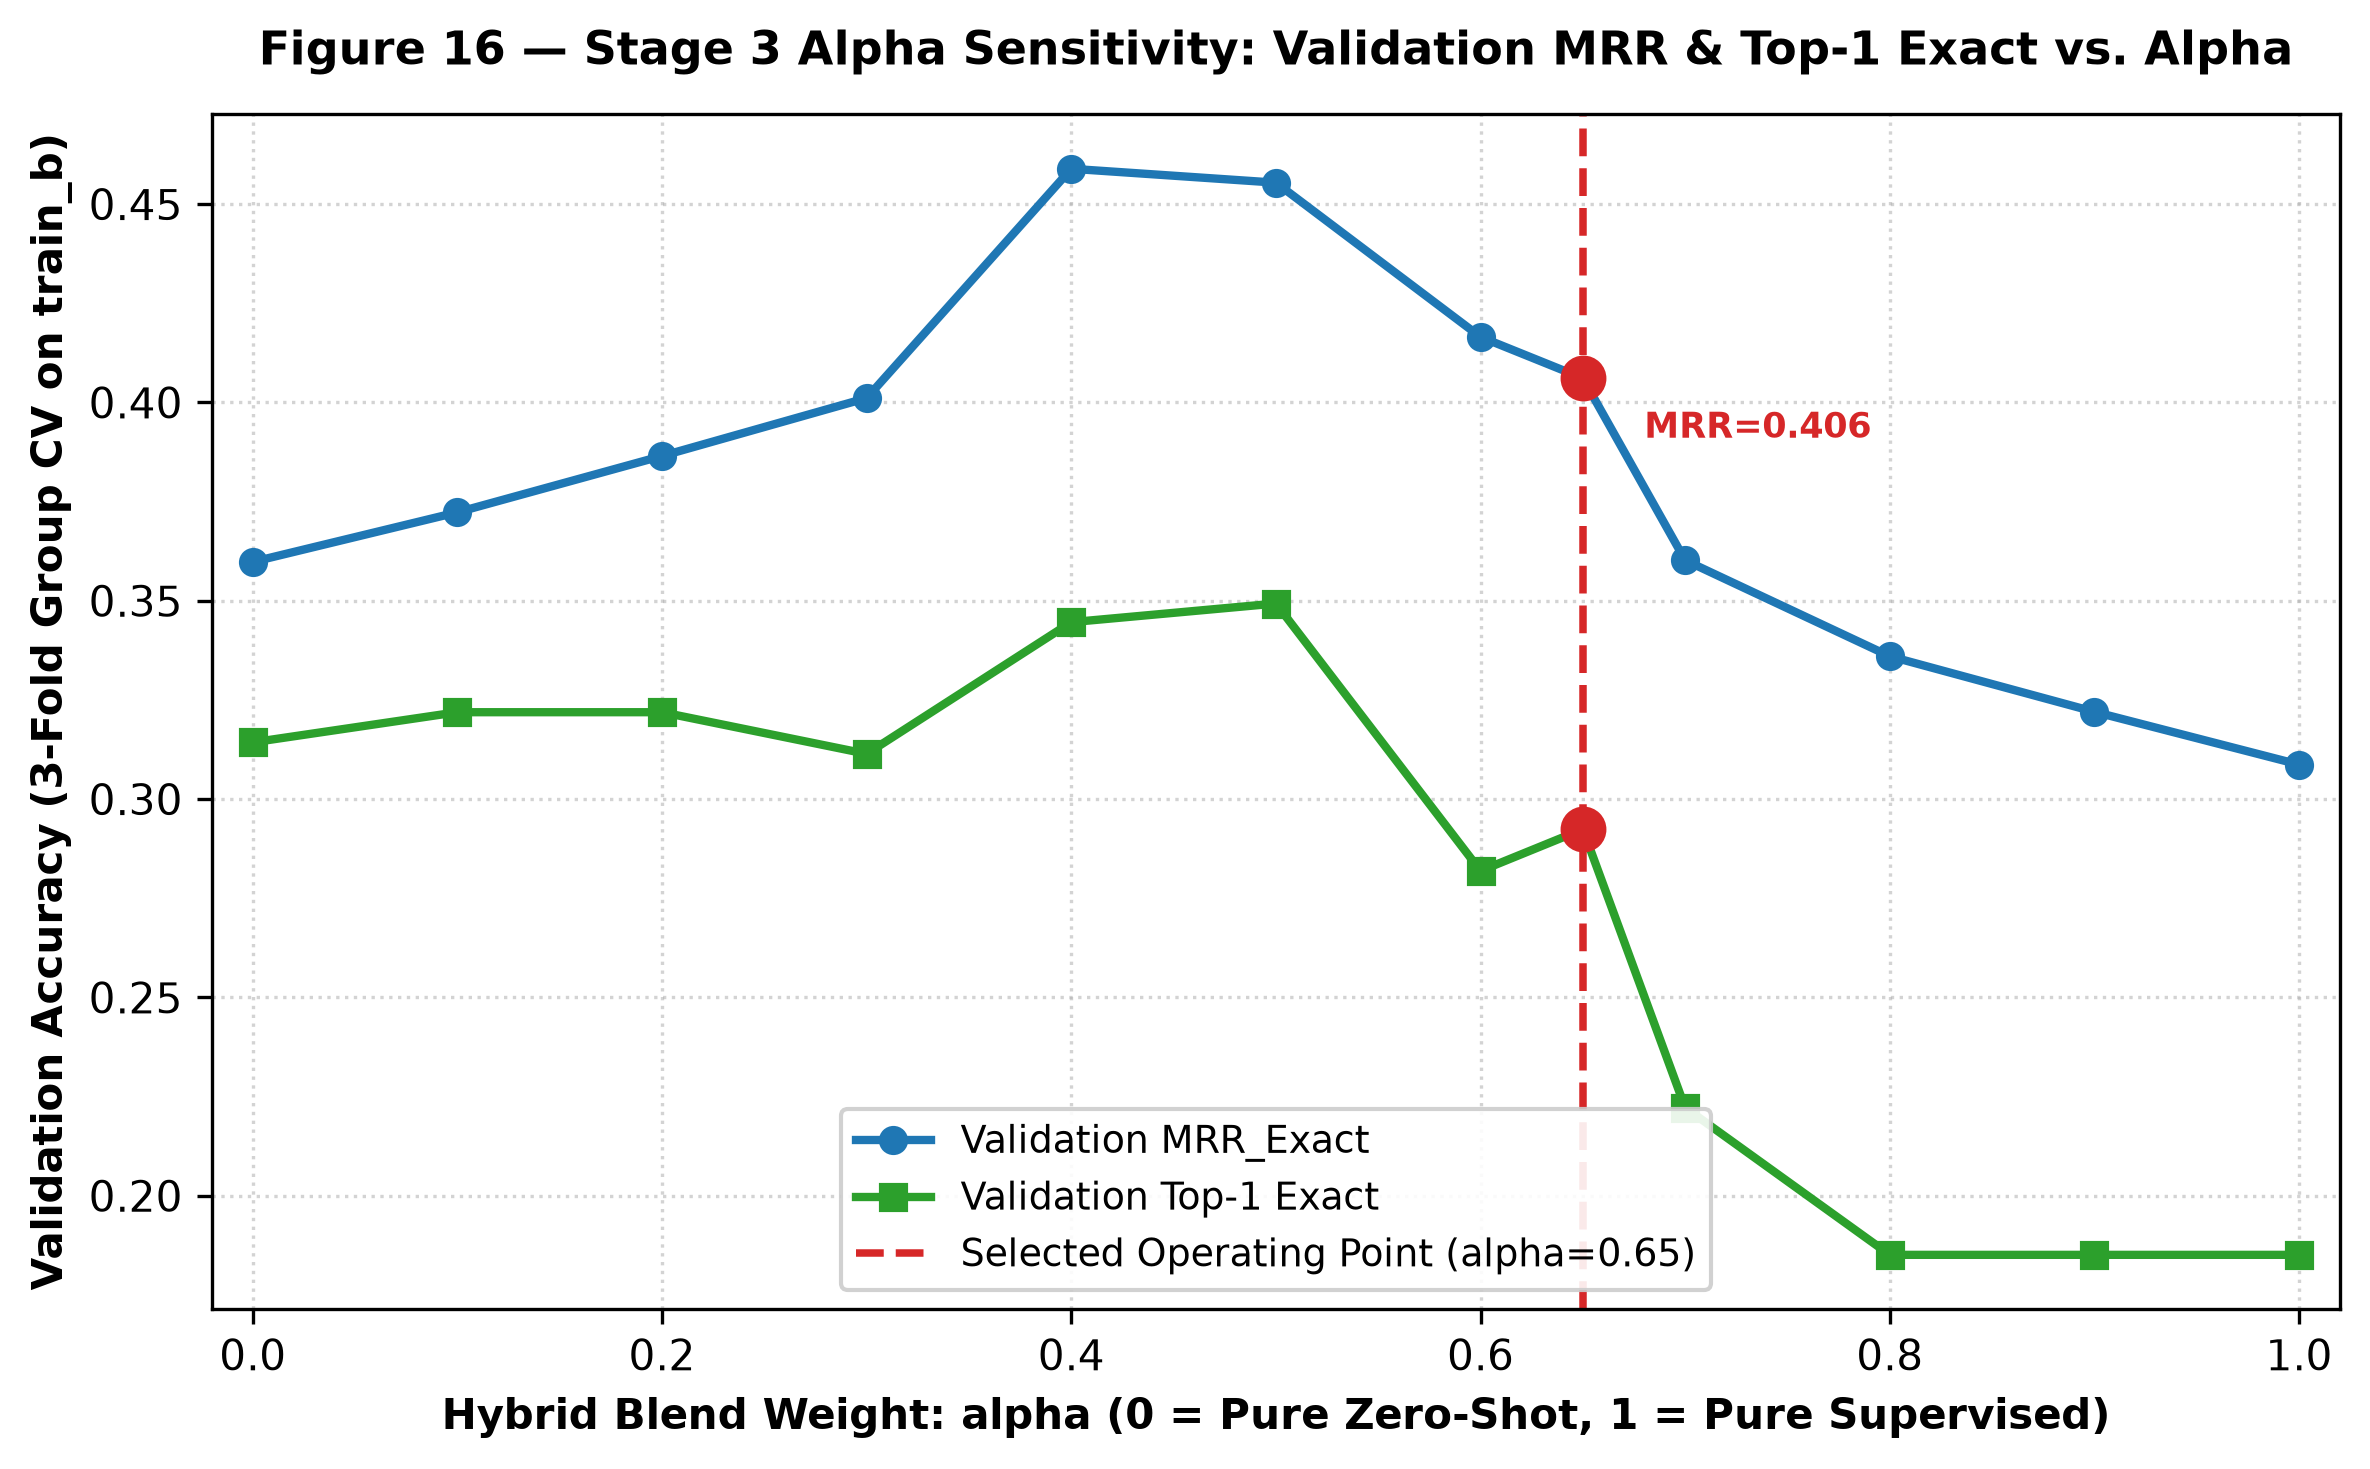 Figure 16 — Stage 3 Alpha Sensitivity: Validation MRR & Top-1 Exact vs. Alpha
Validation Accuracy (3-Fold Group CV on train_b)
0.45
0.40
0.35
0.30
0.25
0.20
MRR=0.406
Validation MRR_Exact
Validation Top-1 Exact
Selected Operating Point (alpha=0.65)
0.0 0.2 0.4 0.6 0.8 1.0
Hybrid Blend Weight: alpha (0 = Pure Zero-Shot, 1 = Pure Supervised)